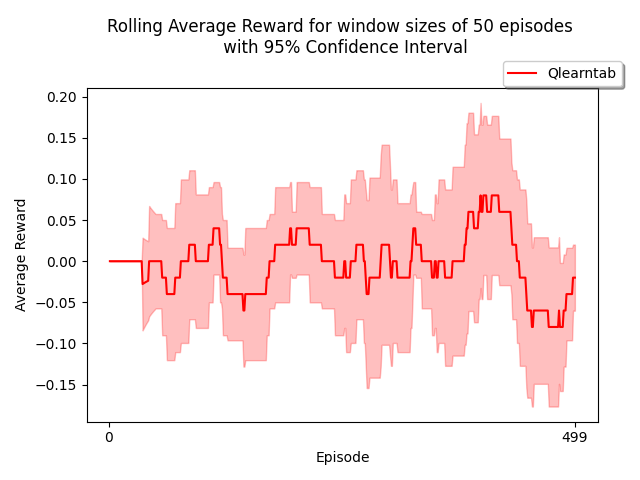 Rolling Average Reward for window sizes of 50 episodes
with 95% Confidence Interval
Qlearntab
0.20
0.15
0.10
0.05
0.00
−0.05
−0.10
−0.15
Average Reward
0
499
Episode